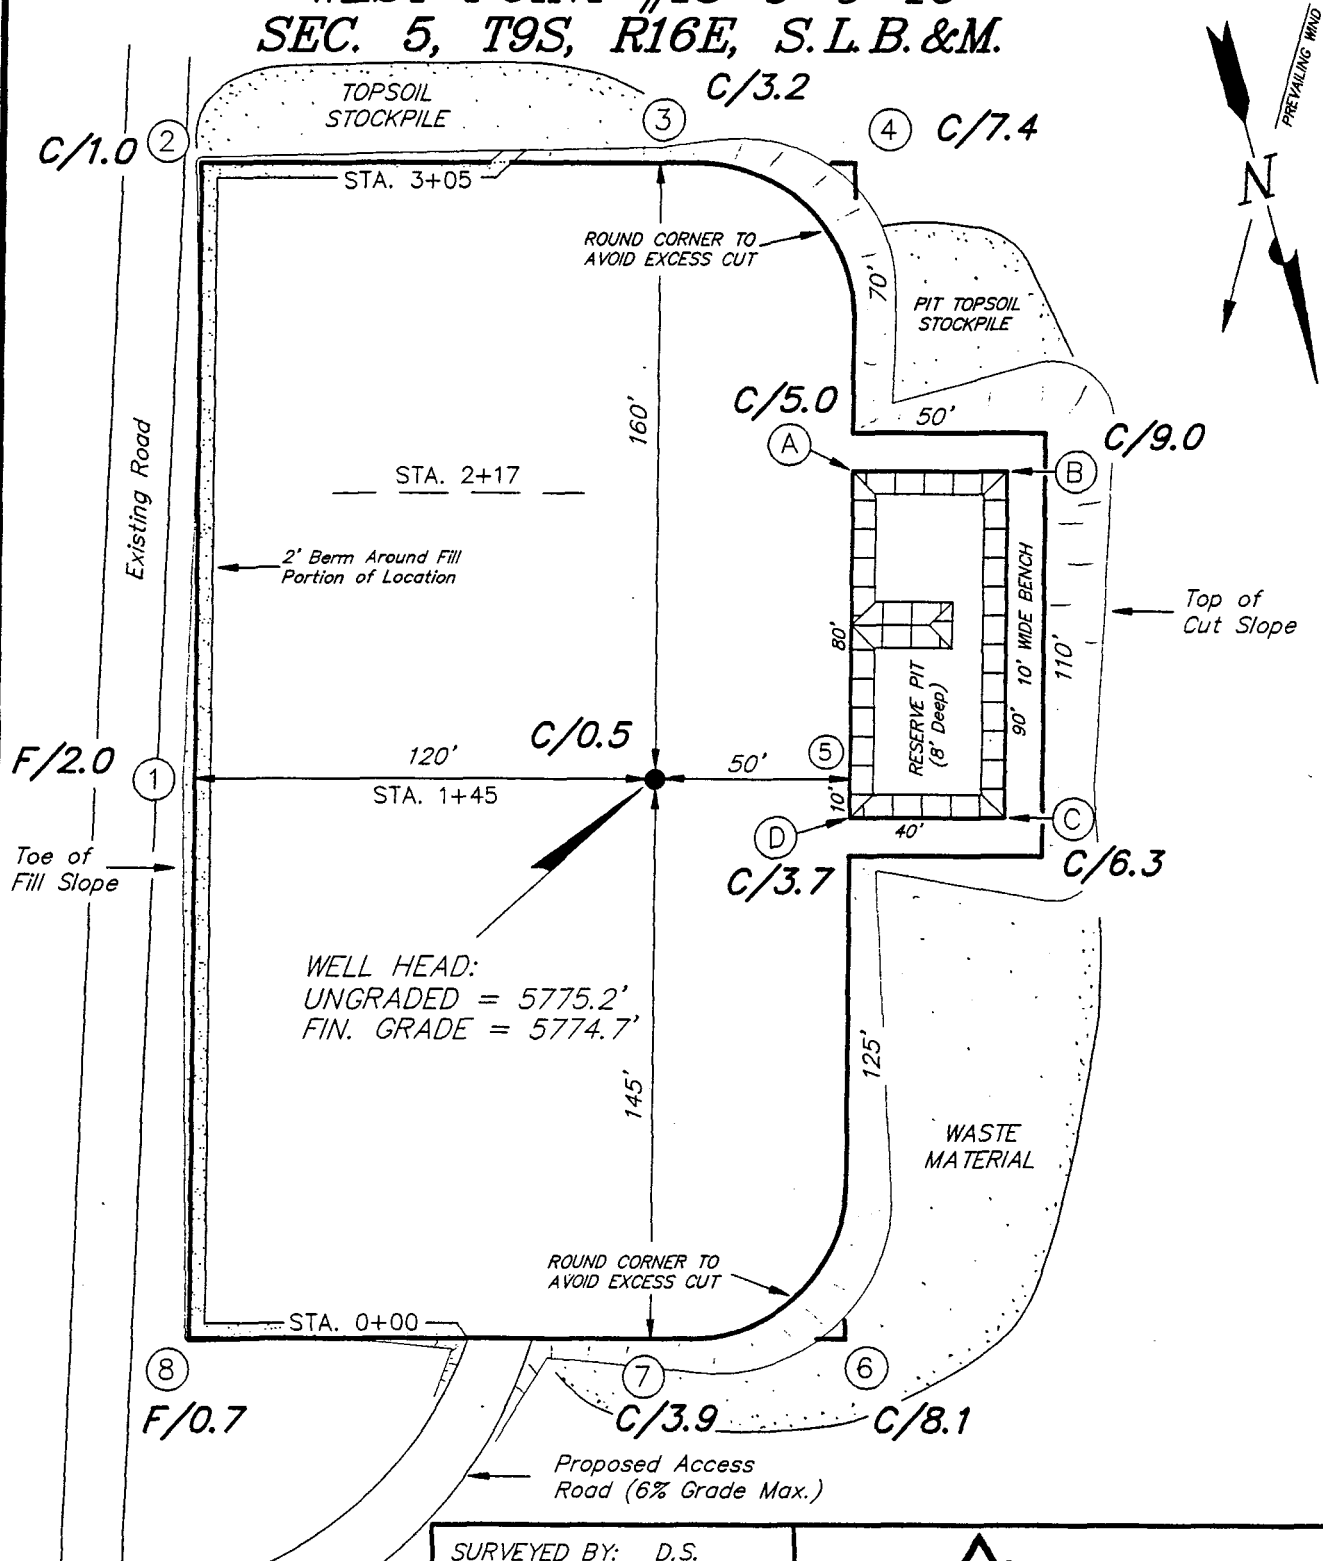 SEC. 5, T9S, R16E, S.L.B.&M.
PREVAILING WIND
N
TOPSOIL
STOCKPILE
C/3.2
3
4
C/7.4
C/1.0
2
STA. 3+05
ROUND CORNER TO
AVOID EXCESS CUT
70'
PIT TOPSOIL
STOCKPILE
160'
C/5.0
50'
C/9.0
A
B
STA. 2+17
Existing Road
2' Berm Around Fill
Portion of Location
Top of
Cut Slope
10' WIDE BENCH
110'
80'
90'
RESERVE PIT
(8' Deep)
F/2.0
1
120'
C/0.5
50'
5
STA. 1+45
10'
40'
D
C
C/3.7
C/6.3
Toe of
Fill Slope
WELL HEAD:
UNGRADED = 5775.2'
FIN. GRADE = 5774.7'
145'
125'
WASTE
MATERIAL
ROUND CORNER TO
AVOID EXCESS CUT
STA. 0+00
8
7
6
F/0.7
C/3.9
C/8.1
Proposed Access
Road (6% Grade Max.)
SURVEYED BY: D.S.